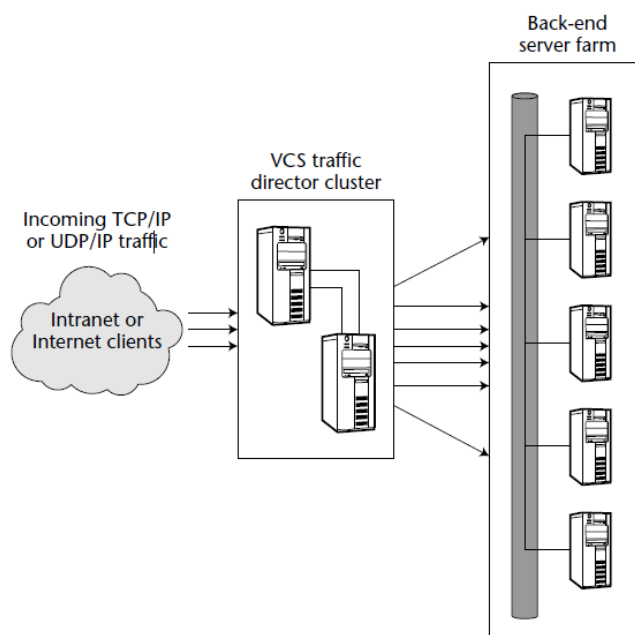 Back-end
server farm
VCS traffic
director cluster
Incoming TCP/IP
or UDP/IP traffic
Intranet or
Internet clients